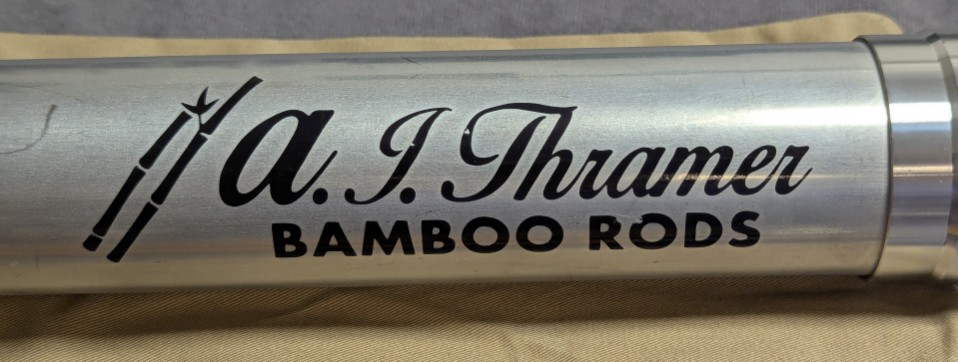 a. J. Thramer
BAMBOO RODS